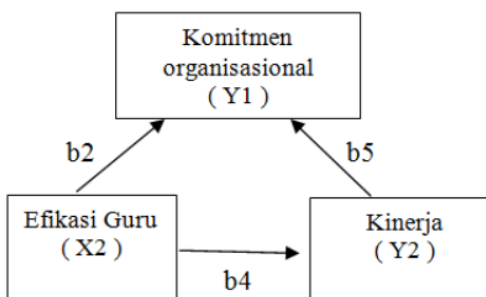 Komitmen
organisasional
( Y1 )
b2
b5
Efikasi Guru
( X2 )
Kinerja
( Y2 )
b4